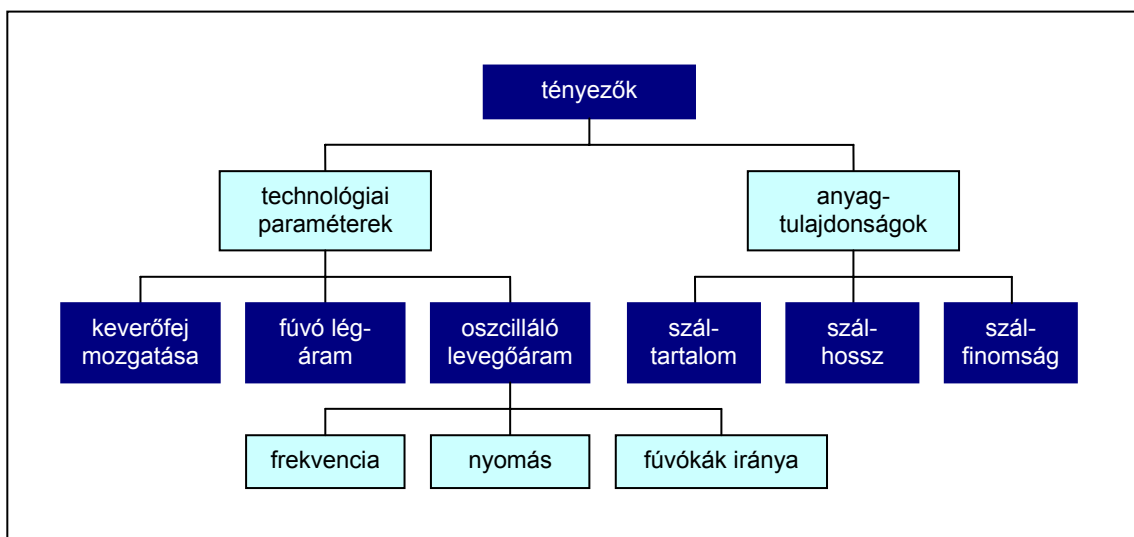 tényezők
technológiai
paraméterek
anyag-
tulajdonságok
keverőfej
mozgatása
fúvó lég-
áram
oszcilláló
levegőáram
szál-
tartalom
szál-
hossz
szál-
finomság
frekvencia
nyomás
fúvókák iránya